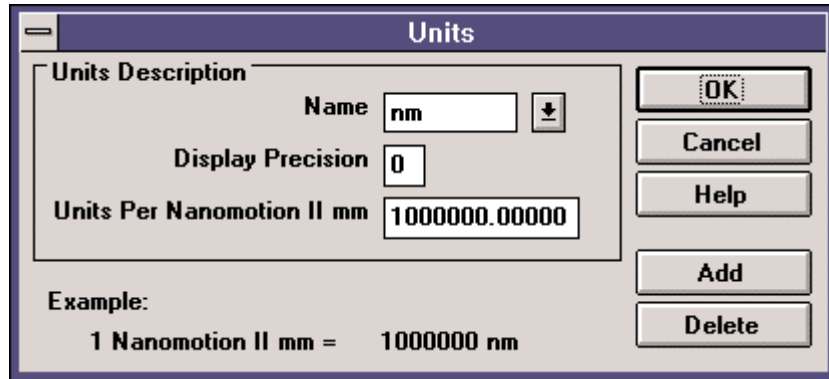 Units
Units Description
Name nm
Display Precision 0
Units Per Nanomotion II mm 1000000.00000
OK
Cancel
Help
Add
Delete
Example:
1 Nanomotion II mm = 1000000 nm